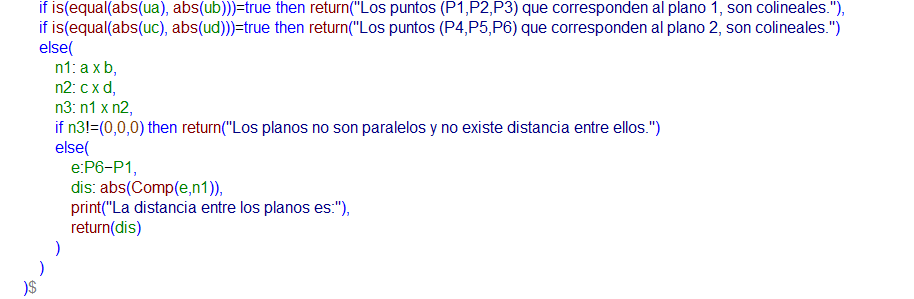 if is(equal(abs(ua), abs(ub)))=true then return("Los puntos (P1,P2,P3) que corresponden al plano 1, son colineales."),
if is(equal(abs(uc), abs(ud)))=true then return("Los puntos (P4,P5,P6) que corresponden al plano 2, son colineales.")
else(
n1: a x b,
n2: c x d,
n3: n1 x n2,
if n3!=(0,0,0) then return("Los planos no son paralelos y no existe distancia entre ellos.")
else(
e:P6−P1,
dis: abs(Comp(e,n1)),
print("La distancia entre los planos es:"),
return(dis)
)
)
)$